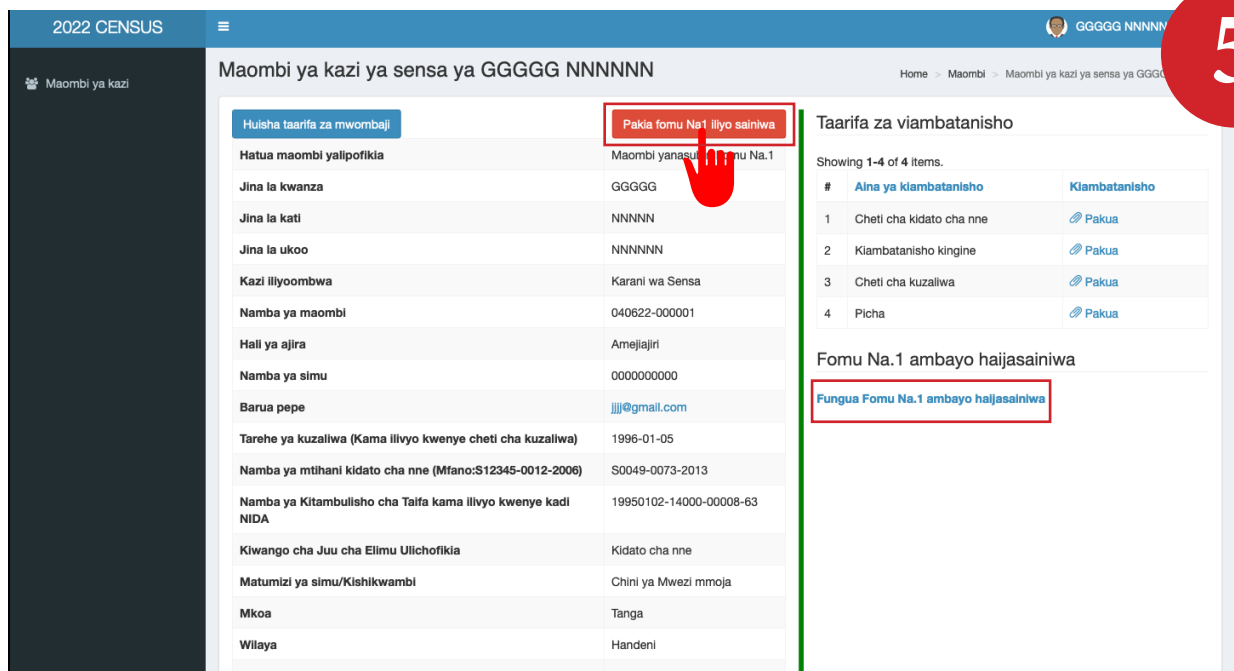 2022 CENSUS
GGGGG NNNNN
5
Maombi ya kazi
Maombi ya kazi ya sensa ya GGGGG NNNNNN
Home > Maombi > Maombi ya kazi ya sensa ya GGGG
Huisha taarifa za mwombaji
Pakia fomu Na1 iliyo sainiwa
Hatua maombi yalipofikia
Maombi Na.1
Jina la kwanza GGGGG
Jina la kati NNNNN
Jina la ukoo NNNNNN
Kazi iliyoombwa Karani wa Sensa
Namba ya maombi 040622-000001
Hali ya ajira Amejiajiri
Namba ya simu 0000000000
Barua pepe jjjj@gmail.com
Tarehe ya kuzaliwa (Kama ilivyo kwenye cheti cha kuzaliwa) 1996-01-05
Namba ya mtihani kidato cha nne (Mfano:S12345-0012-2006) S0049-0073-2013
Namba ya Kitambulisho cha Taifa kama ilivyo kwenye kadi 19950102-14000-00008-63
NIDA
Kiwango cha Juu cha Elimu Ulichofikia Kidato cha nne
Matumizi ya simu/Kishikwambi Chini ya Mwezi mmoja
Mkoa Tanga
Wilaya Handeni
Taarifa za viambatanisho
Showing 1-4 of 4 items.
# Aina ya kiambatanisho Kiambatanisho
1 Cheti cha kidato cha nne Pakua
2 Kiambatanisho kingine Pakua
3 Cheti cha kuzaliwa Pakua
4 Picha Pakua
Fomu Na.1 ambayo haijasainiwa
Fungua Fomu Na.1 ambayo haijasainiwa